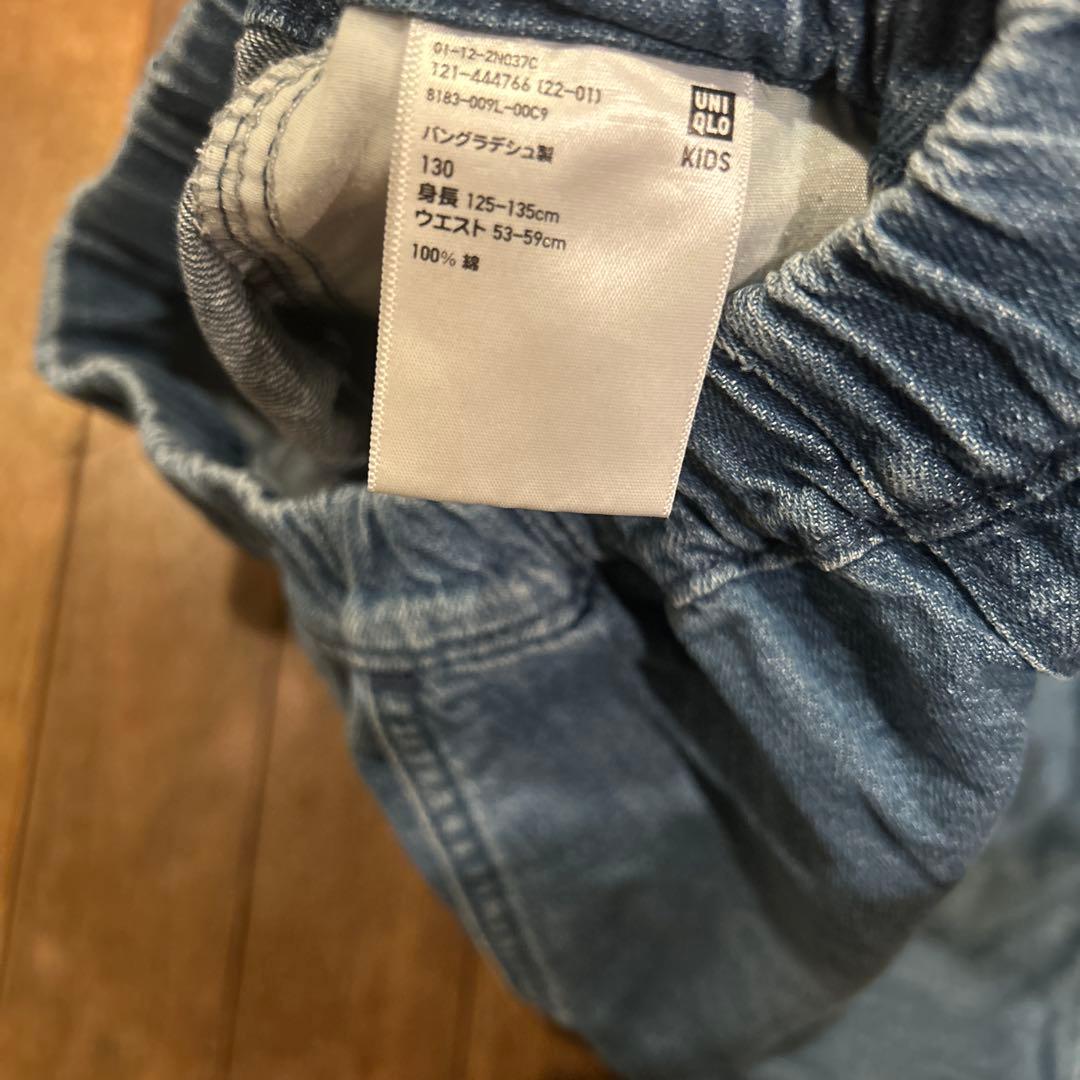 01-12-2N037C
121-444766 (22-01)
8183-009L-00C9
バングラデシュ製
130
身長 125-135cm
ウエスト 53-59cm
100% 綿
UNI
QLO
KIDS